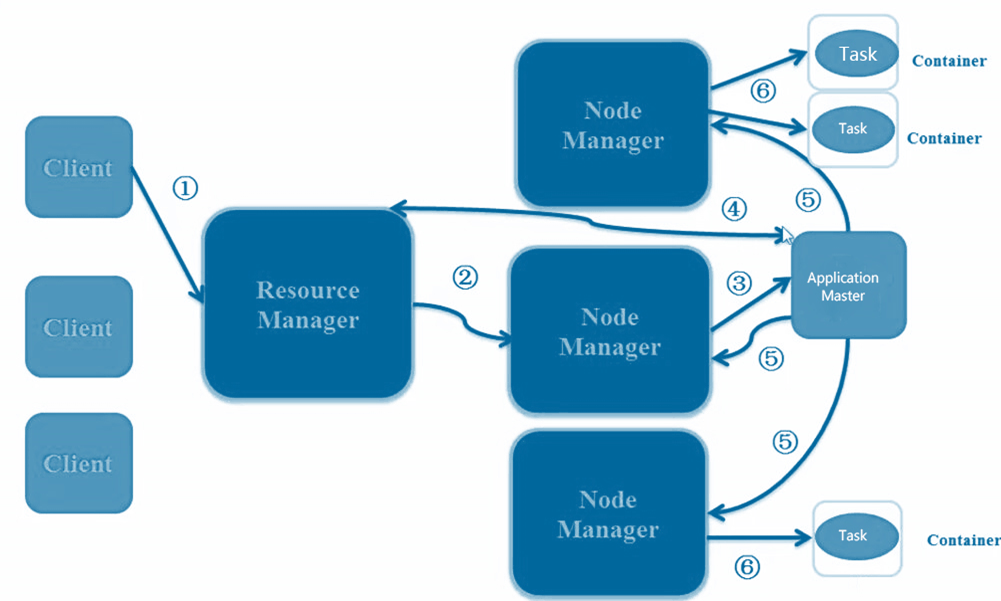 Task
Container
⑥
Node
Manager
Task
Container
Client
①
⑤
④
Resource
Manager
②
③
Application
Master
Node
Manager
Client
⑤
⑤
Client
Node
Manager
Task
Container
⑥